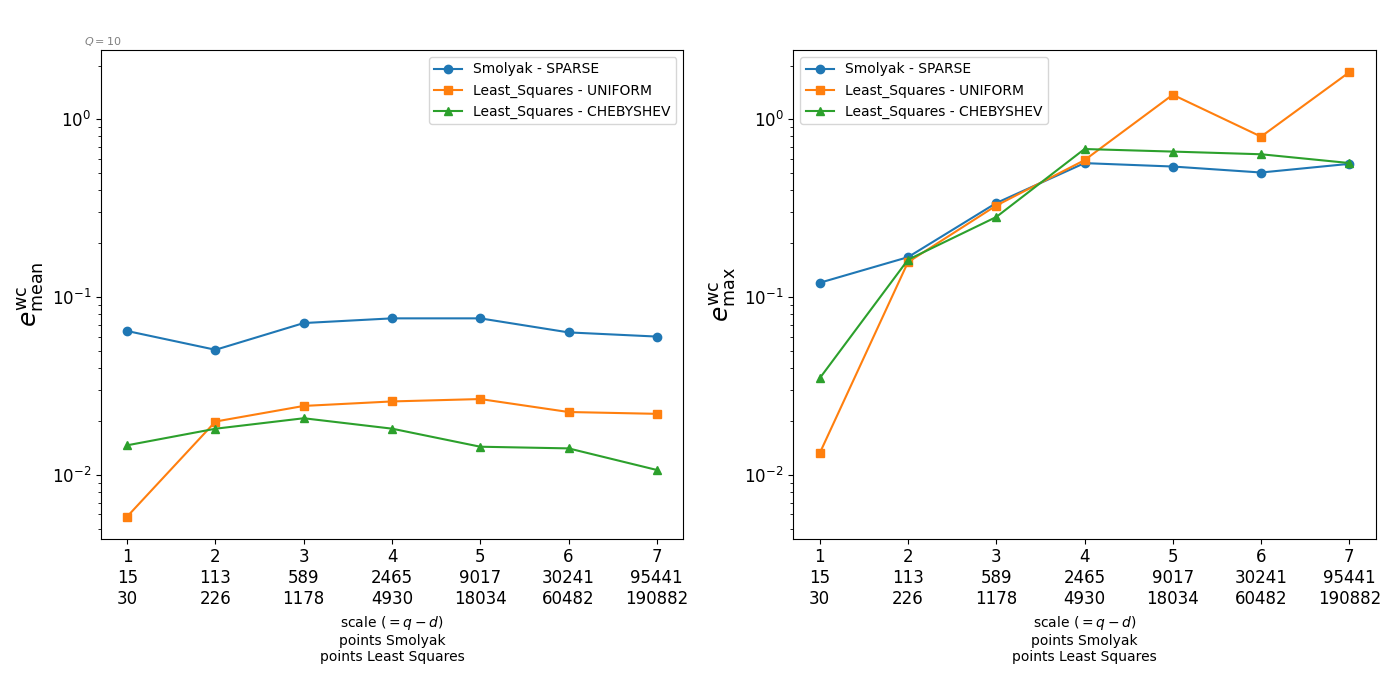 Q = 10
Smolyak - SPARSE
Least_Squares - UNIFORM
Least_Squares - CHEBYSHEV
10^0
10^-1
10^-2
e^wc_mean
1 2 3 4 5 6 7
15 113 589 2465 9017 30241 95441
30 226 1178 4930 18034 60482 190882
scale (= q − d)
points Smolyak
points Least Squares
Smolyak - SPARSE
Least_Squares - UNIFORM
Least_Squares - CHEBYSHEV
10^0
10^-1
10^-2
e^wc_max
1 2 3 4 5 6 7
15 113 589 2465 9017 30241 95441
30 226 1178 4930 18034 60482 190882
scale (= q − d)
points Smolyak
points Least Squares